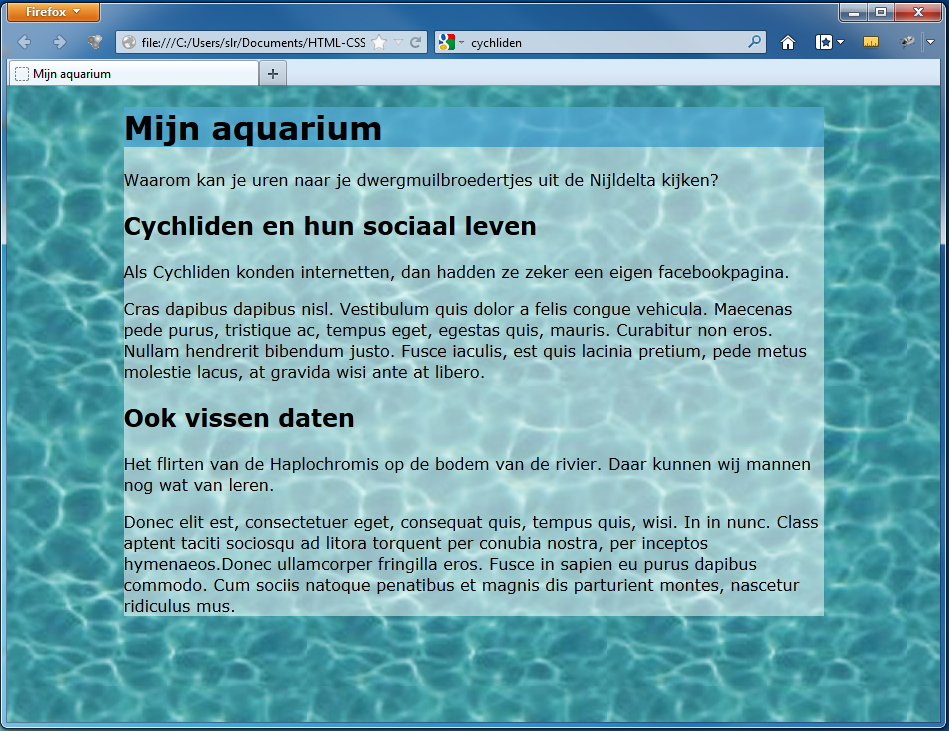 Firefox
file:///C:/Users/slr/Documents/HTML-CSS
cychliden
Mijn aquarium
Mijn aquarium
Waarom kan je uren naar je dwergmuilbroedertjes uit de Nijldelta kijken?
Cychliden en hun sociaal leven
Als Cychliden konden internetten, dan hadden ze zeker een eigen facebookpagina.
Cras dapibus dapibus nisl. Vestibulum quis dolor a felis congue vehicula. Maecenas
pede purus, tristique ac, tempus eget, egestas quis, mauris. Curabitur non eros.
Nullam hendrerit bibendum justo. Fusce iaculis, est quis lacinia pretium, pede metus
molestie lacus, at gravida wisi ante at libero.
Ook vissen daten
Het flirten van de Haplochromis op de bodem van de rivier. Daar kunnen wij mannen
nog wat van leren.
Donec elit est, consectetuer eget, consequat quis, tempus quis, wisi. In in nunc. Class
aptent taciti sociosqu ad litora torquent per conubia nostra, per inceptos
hymenaeos.Donec ullamcorper fringilla eros. Fusce in sapien eu purus dapibus
commodo. Cum sociis natoque penatibus et magnis dis parturient montes, nascetur
ridiculus mus.